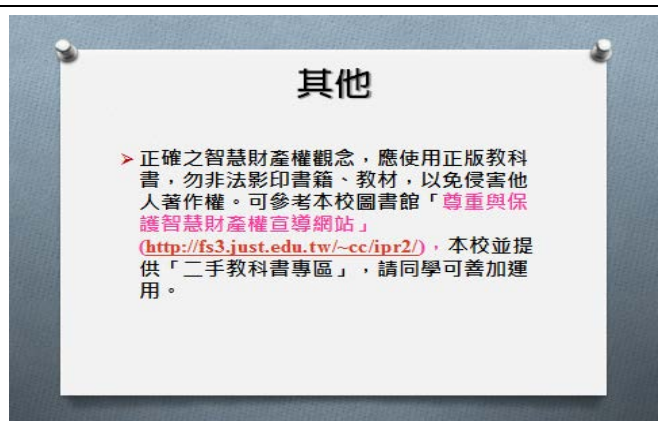 其他
➢ 正確之智慧財產權觀念，應使用正版教科
書，勿非法影印書籍、教材，以免侵害他
人著作權。可參考本校圖書館「尊重與保
護智慧財產權宣導網站」
(http://fs3.just.edu.tw/~cc/ipr2/)，本校並提
供「二手教科書專區」，請同學可善加運
用。